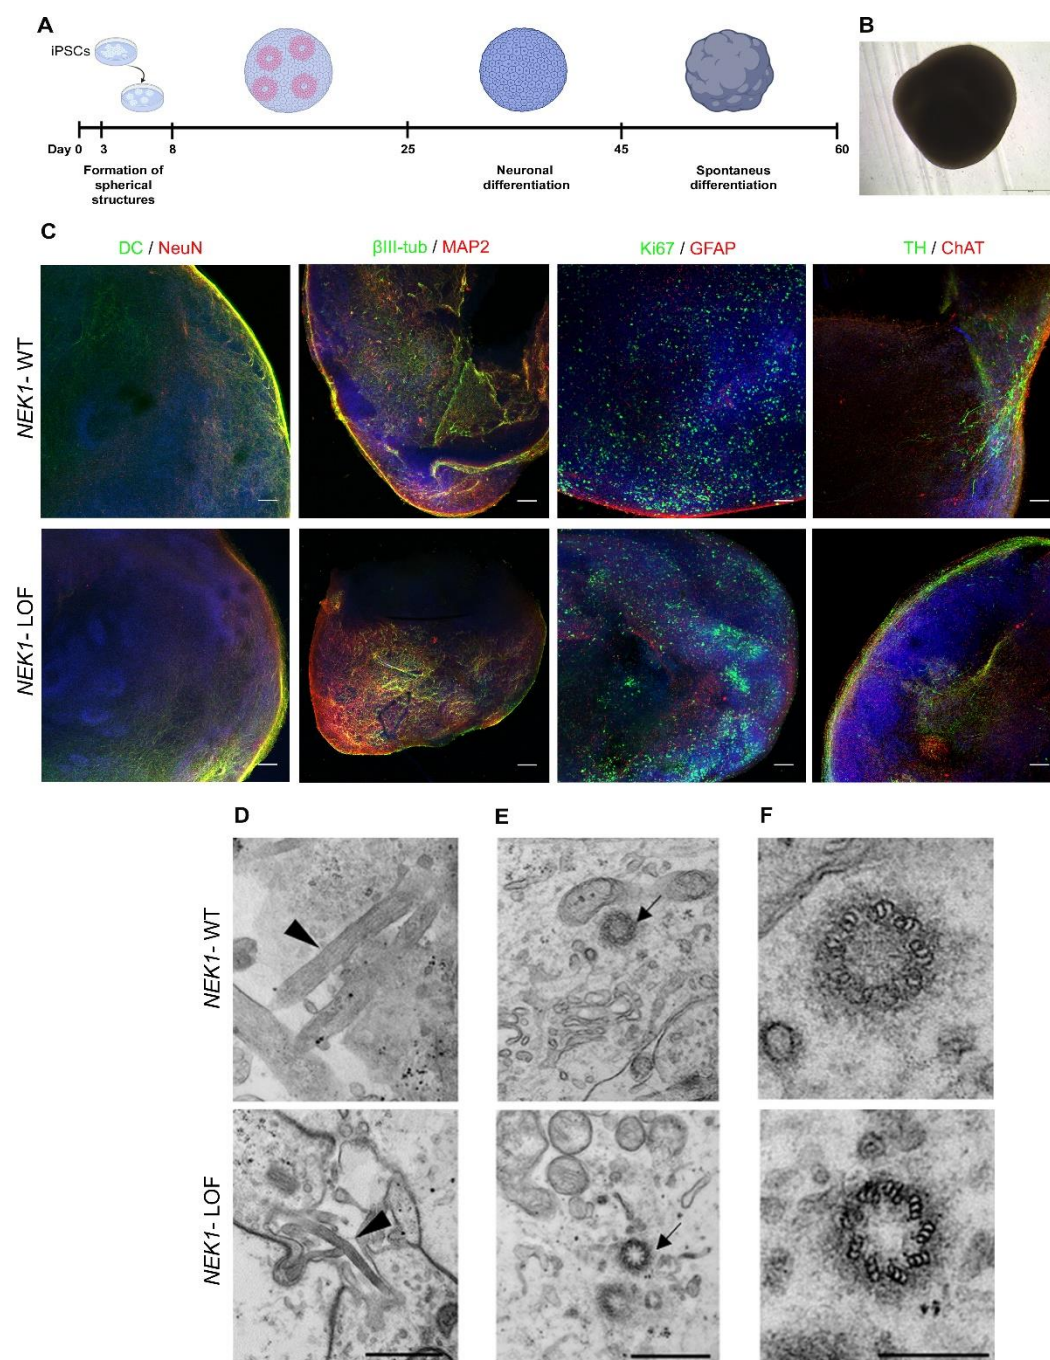 A
B
iPSCs
Day 0 3 8 25 45 60
Formation of
spherical
structures
Neuronal
differentiation
Spontaneus
differentiation
C
DC / NeuN
βIII-tub / MAP2
Ki67 / GFAP
TH / ChAT
NEK1- WT
NEK1- LOF
D
E
F
NEK1- WT
NEK1- LOF